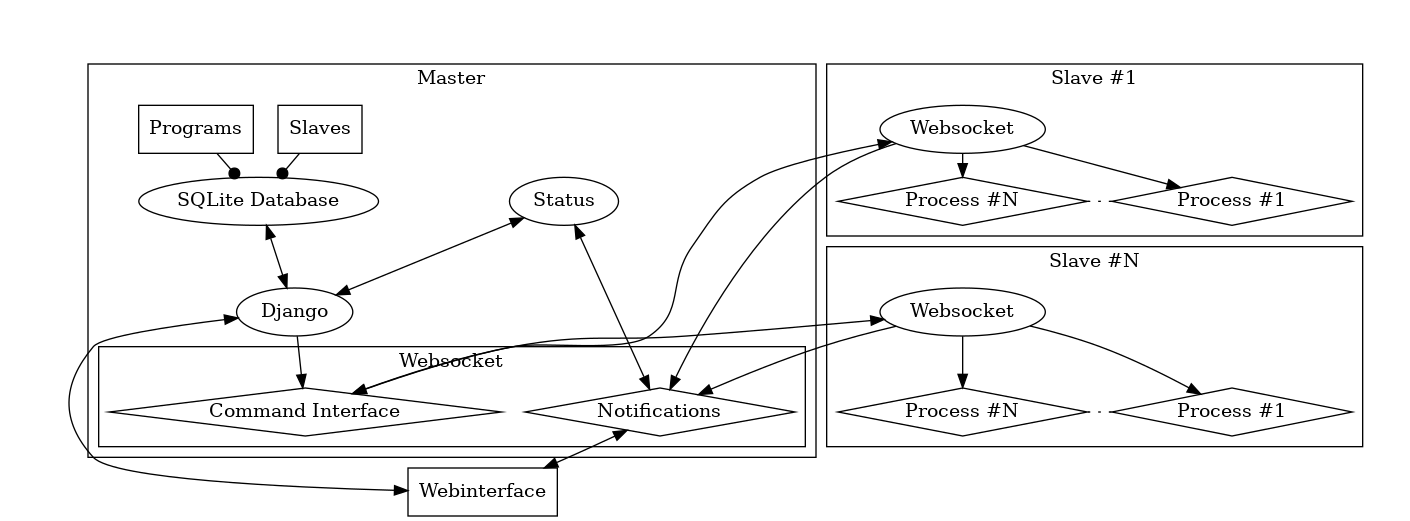 Master
Programs
Slaves
SQLite Database
Status
Django
Websocket
Command Interface
Notifications
Webinterface
Slave #1
Websocket
Process #N
Process #1
Slave #N
Websocket
Process #N
Process #1